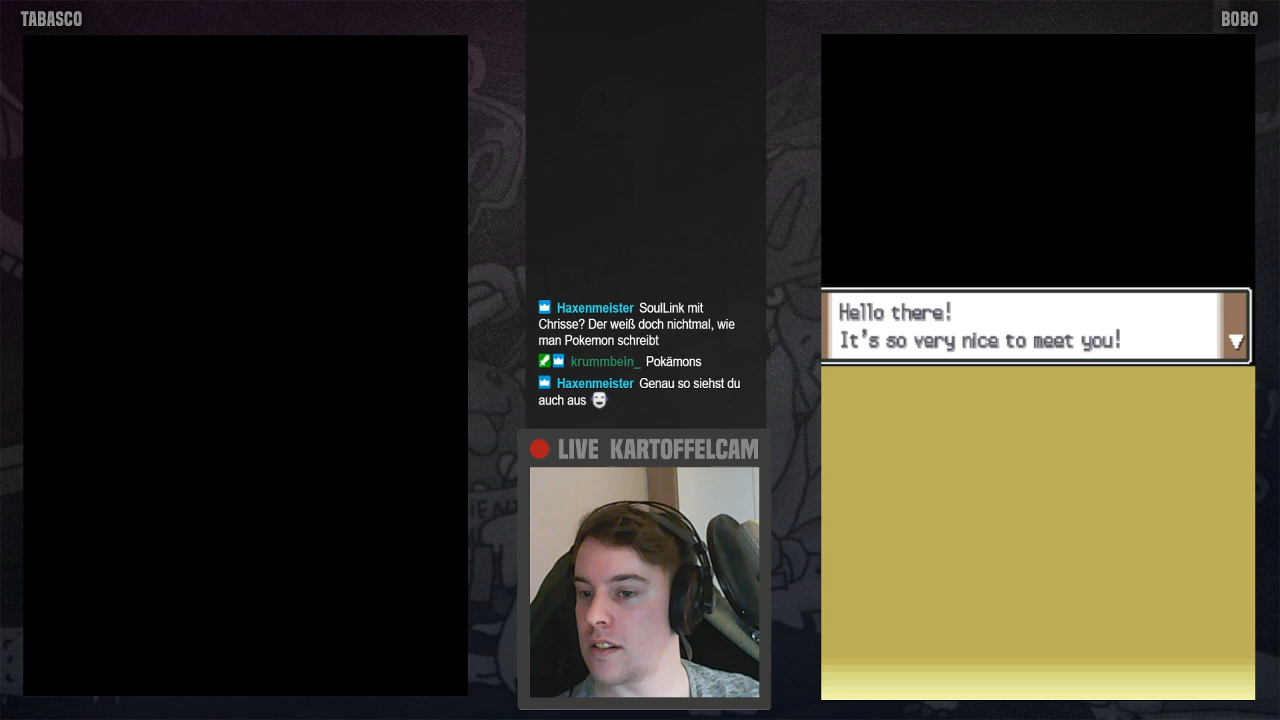 TABASCO
BOBO
Haxenmeister SoulLink mit
Chrisse? Der weiß doch nichtmal, wie
man Pokemon schreibt
krummbein_ Pokämons
Haxenmeister Genau so siehst du
auch aus
LIVE KARTOFFELCAM
Hello there!
It's so very nice to meet you!